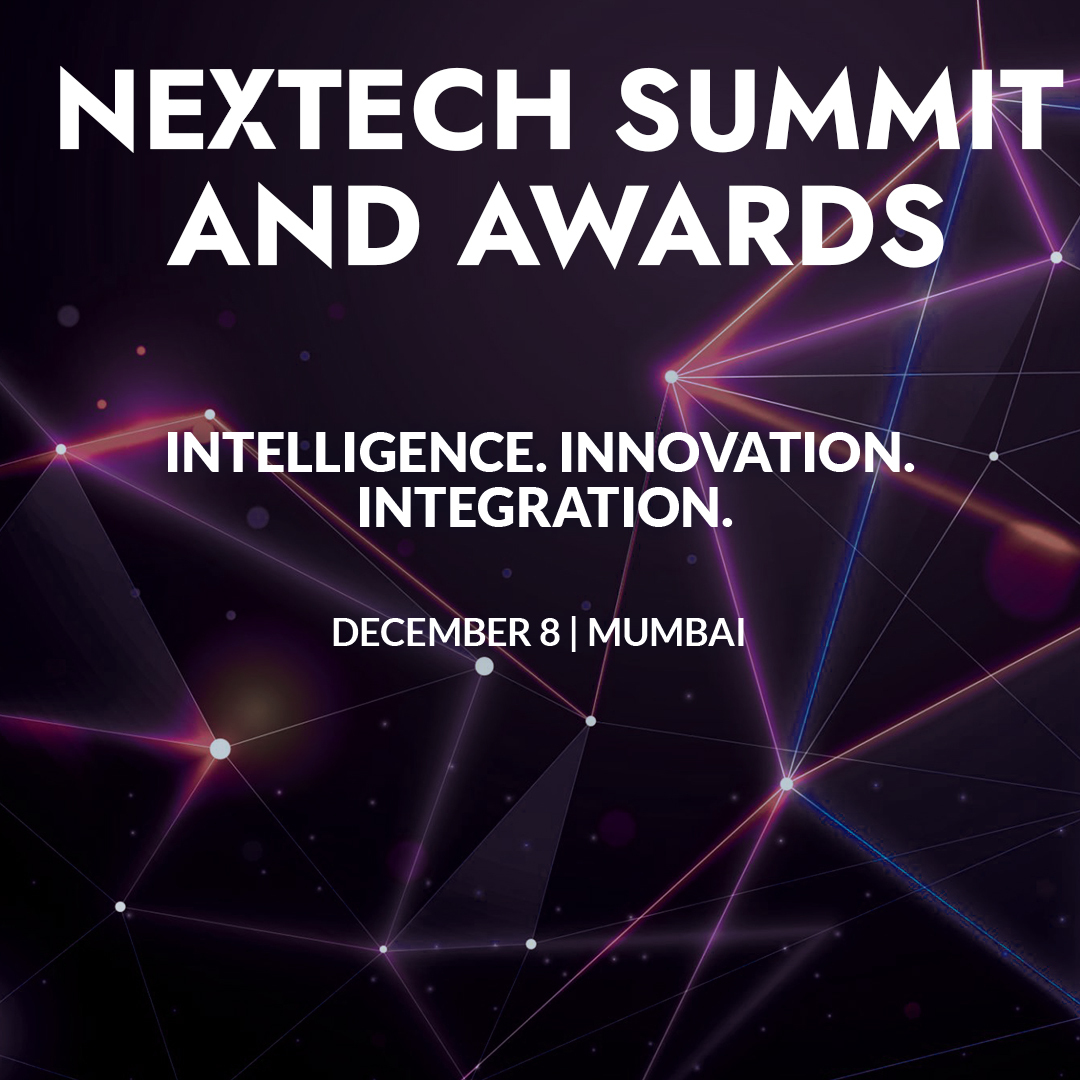 NEXTECH SUMMIT
AND AWARDS
INTELLIGENCE. INNOVATION.
INTEGRATION.
DECEMBER 8 | MUMBAI